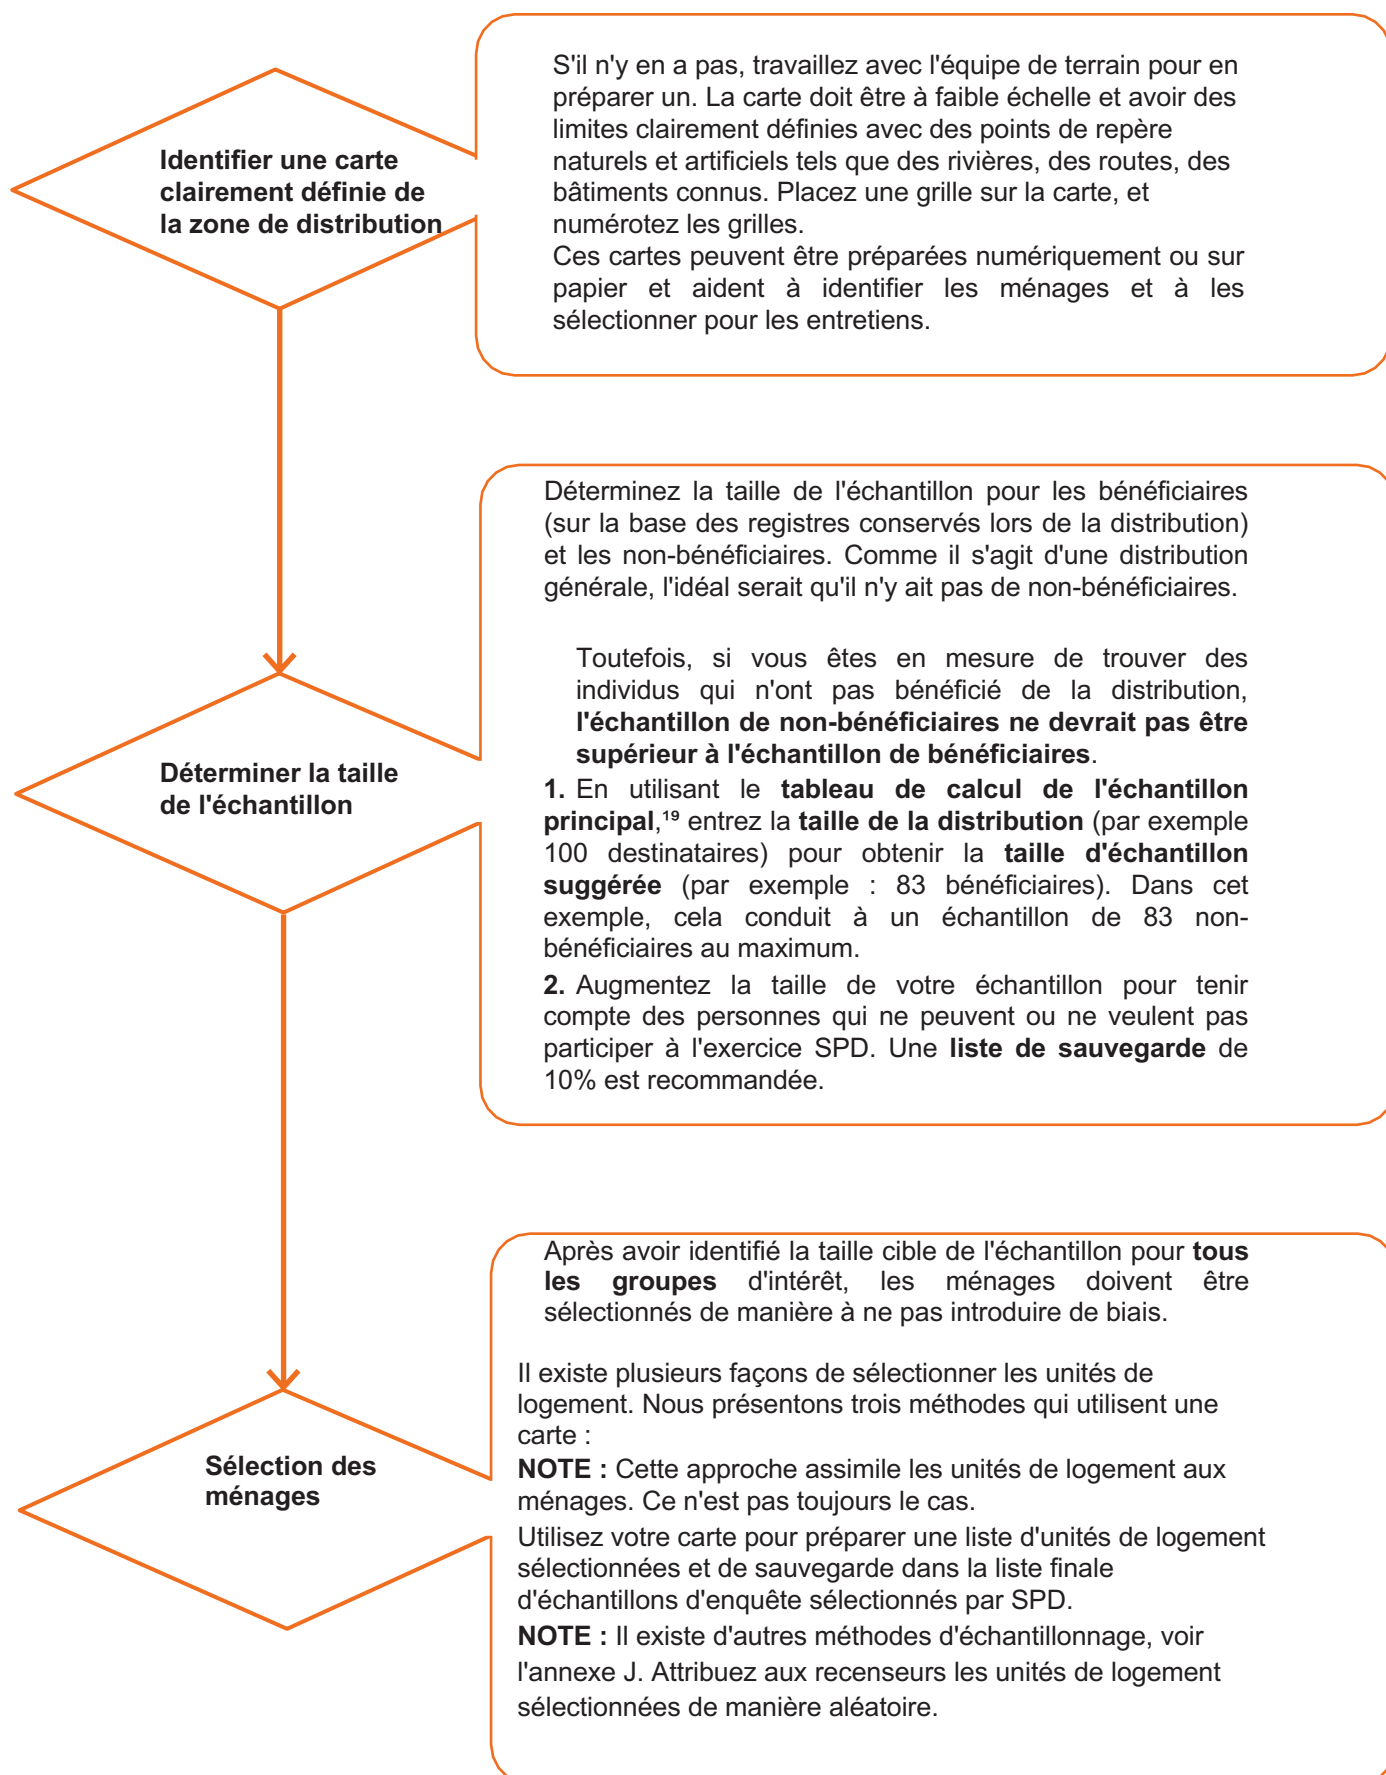 Identifier une carte
clairement définie de
la zone de distribution
S'il n'y en a pas, travaillez avec l'équipe de terrain pour en
préparer un. La carte doit être à faible échelle et avoir des
limites clairement définies avec des points de repère
naturels et artificiels tels que des rivières, des routes, des
bâtiments connus. Placez une grille sur la carte, et
numérotez les grilles.
Ces cartes peuvent être préparées numériquement ou sur
papier et aident à identifier les ménages et à les
sélectionner pour les entretiens.
Déterminer la taille
de l'échantillon
Déterminez la taille de l'échantillon pour les bénéficiaires
(sur la base des registres conservés lors de la distribution)
et les non-bénéficiaires. Comme il s'agit d'une distribution
générale, l'idéal serait qu'il n'y ait pas de non-bénéficiaires.
Toutefois, si vous êtes en mesure de trouver des
individus qui n'ont pas bénéficié de la distribution,
l'échantillon de non-bénéficiaires ne devrait pas être
supérieur à l'échantillon de bénéficiaires.
1. En utilisant le tableau de calcul de l'échantillon
principal,¹⁹ entrez la taille de la distribution (par exemple
100 destinataires) pour obtenir la taille d'échantillon
suggérée (par exemple : 83 bénéficiaires). Dans cet
exemple, cela conduit à un échantillon de 83 non-
bénéficiaires au maximum.
2. Augmentez la taille de votre échantillon pour tenir
compte des personnes qui ne peuvent ou ne veulent pas
participer à l'exercice SPD. Une liste de sauvegarde de
10% est recommandée.
Sélection des
ménages
Après avoir identifié la taille cible de l'échantillon pour tous
les groupes d'intérêt, les ménages doivent être
sélectionnés de manière à ne pas introduire de biais.
Il existe plusieurs façons de sélectionner les unités de
logement. Nous présentons trois méthodes qui utilisent une
carte :
NOTE : Cette approche assimile les unités de logement aux
ménages. Ce n'est pas toujours le cas.
Utilisez votre carte pour préparer une liste d'unités de logement
sélectionnées et de sauvegarde dans la liste finale
d'échantillons d'enquête sélectionnés par SPD.
NOTE : Il existe d'autres méthodes d'échantillonnage, voir
l'annexe J. Attribuez aux recenseurs les unités de logement
sélectionnées de manière aléatoire.